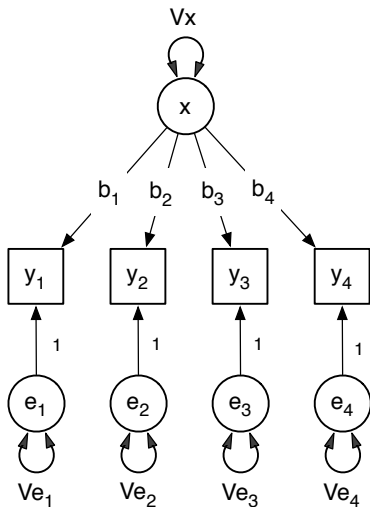 Vx
x
b₁ b₂ b₃ b₄
y₁ y₂ y₃ y₄
1 1 1 1
e₁ e₂ e₃ e₄
Ve₁ Ve₂ Ve₃ Ve₄